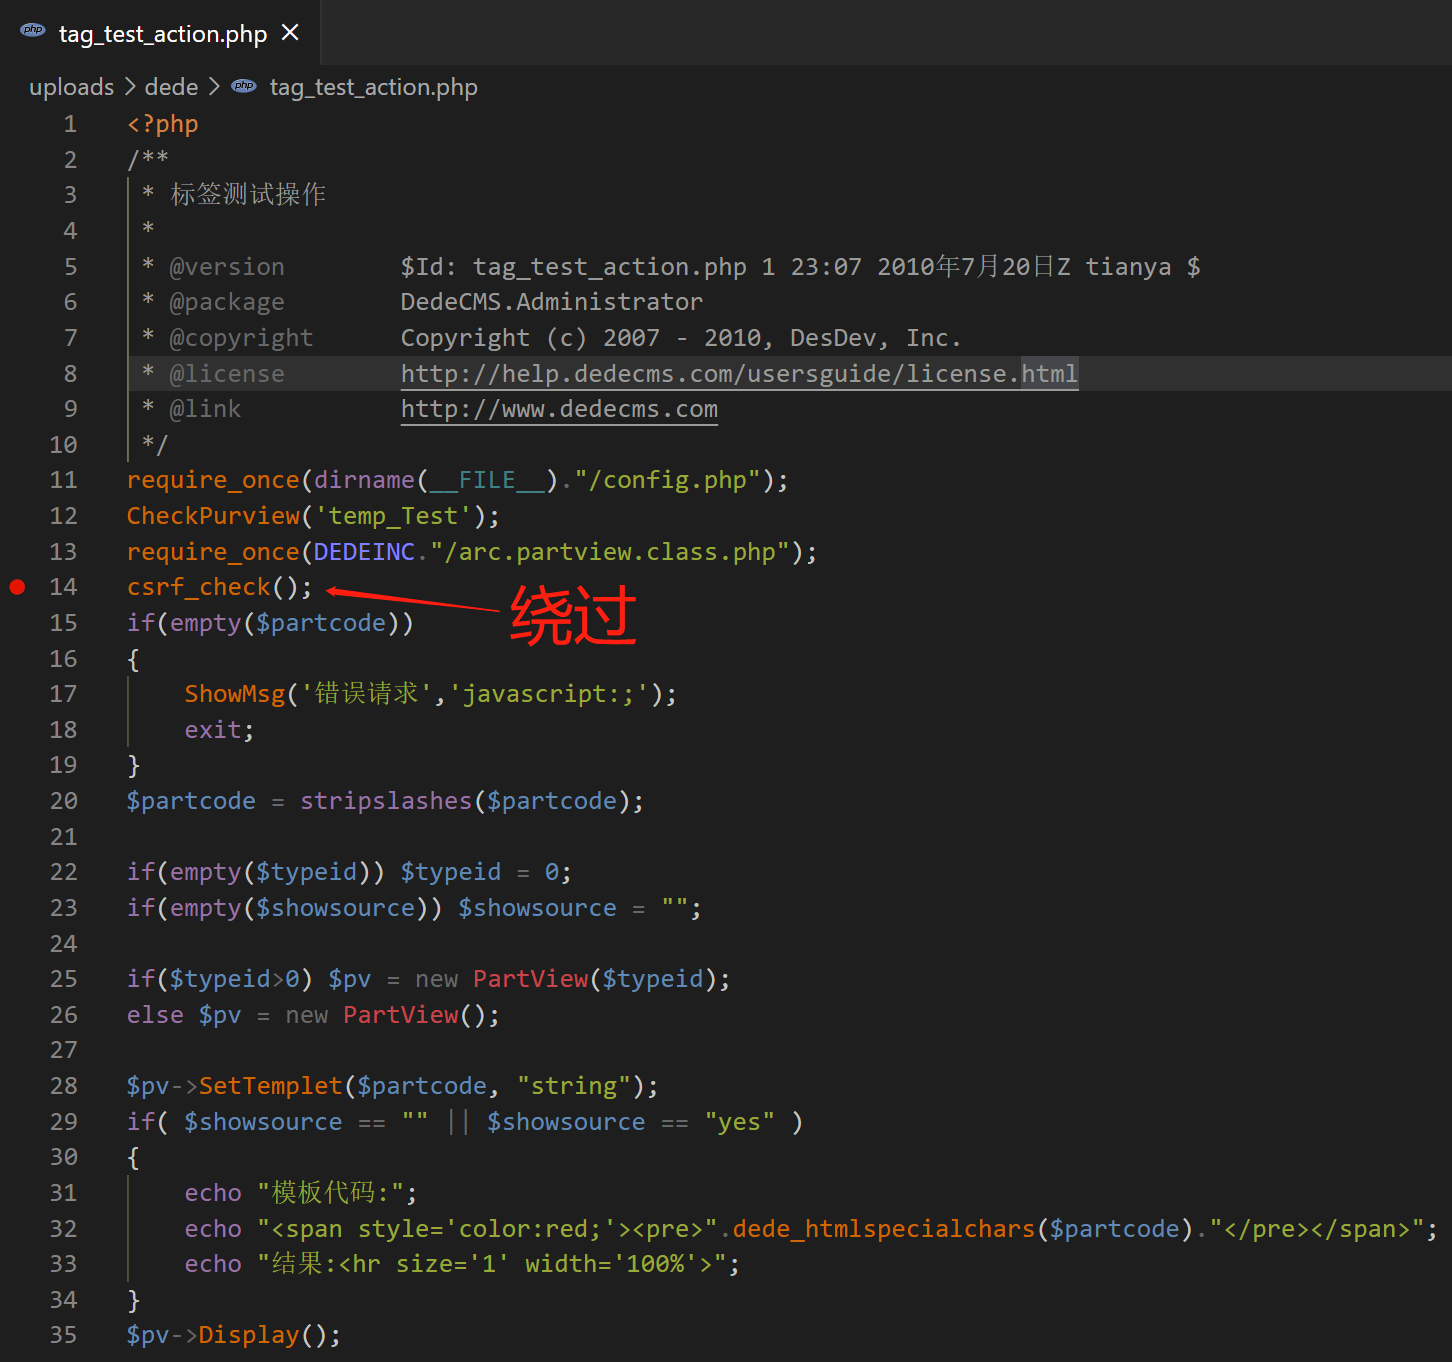 php tag_test_action.php ×
uploads > dede > php tag_test_action.php
1 <?php
2 /**
3 * 标签测试操作
4 *
5 * @version $Id: tag_test_action.php 1 23:07 2010年7月20日Z tianya $
6 * @package DedeCMS.Administrator
7 * @copyright Copyright (c) 2007 - 2010, DesDev, Inc.
8 * @license http://help.dedecms.com/usersguide/license.html
9 * @link http://www.dedecms.com
10 */
11 require_once(dirname(__FILE__)."/config.php");
12 CheckPurview('temp_Test');
13 require_once(DEDEINC."/arc.partview.class.php");
14 csrf_check(); 绕过
15 if(empty($partcode))
16 {
17 ShowMsg('错误请求','javascript:;');
18 exit;
19 }
20 $partcode = stripslashes($partcode);
21
22 if(empty($typeid)) $typeid = 0;
23 if(empty($showsource)) $showsource = "";
24
25 if($typeid>0) $pv = new PartView($typeid);
26 else $pv = new PartView();
27
28 $pv->SetTemplet($partcode, "string");
29 if( $showsource == "" || $showsource == "yes" )
30 {
31 echo "模板代码:";
32 echo "<span style='color:red;'><pre>".dede_htmlspecialchars($partcode)."</pre></span>";
33 echo "结果:<hr size='1' width='100%'>";
34 }
35 $pv->Display();